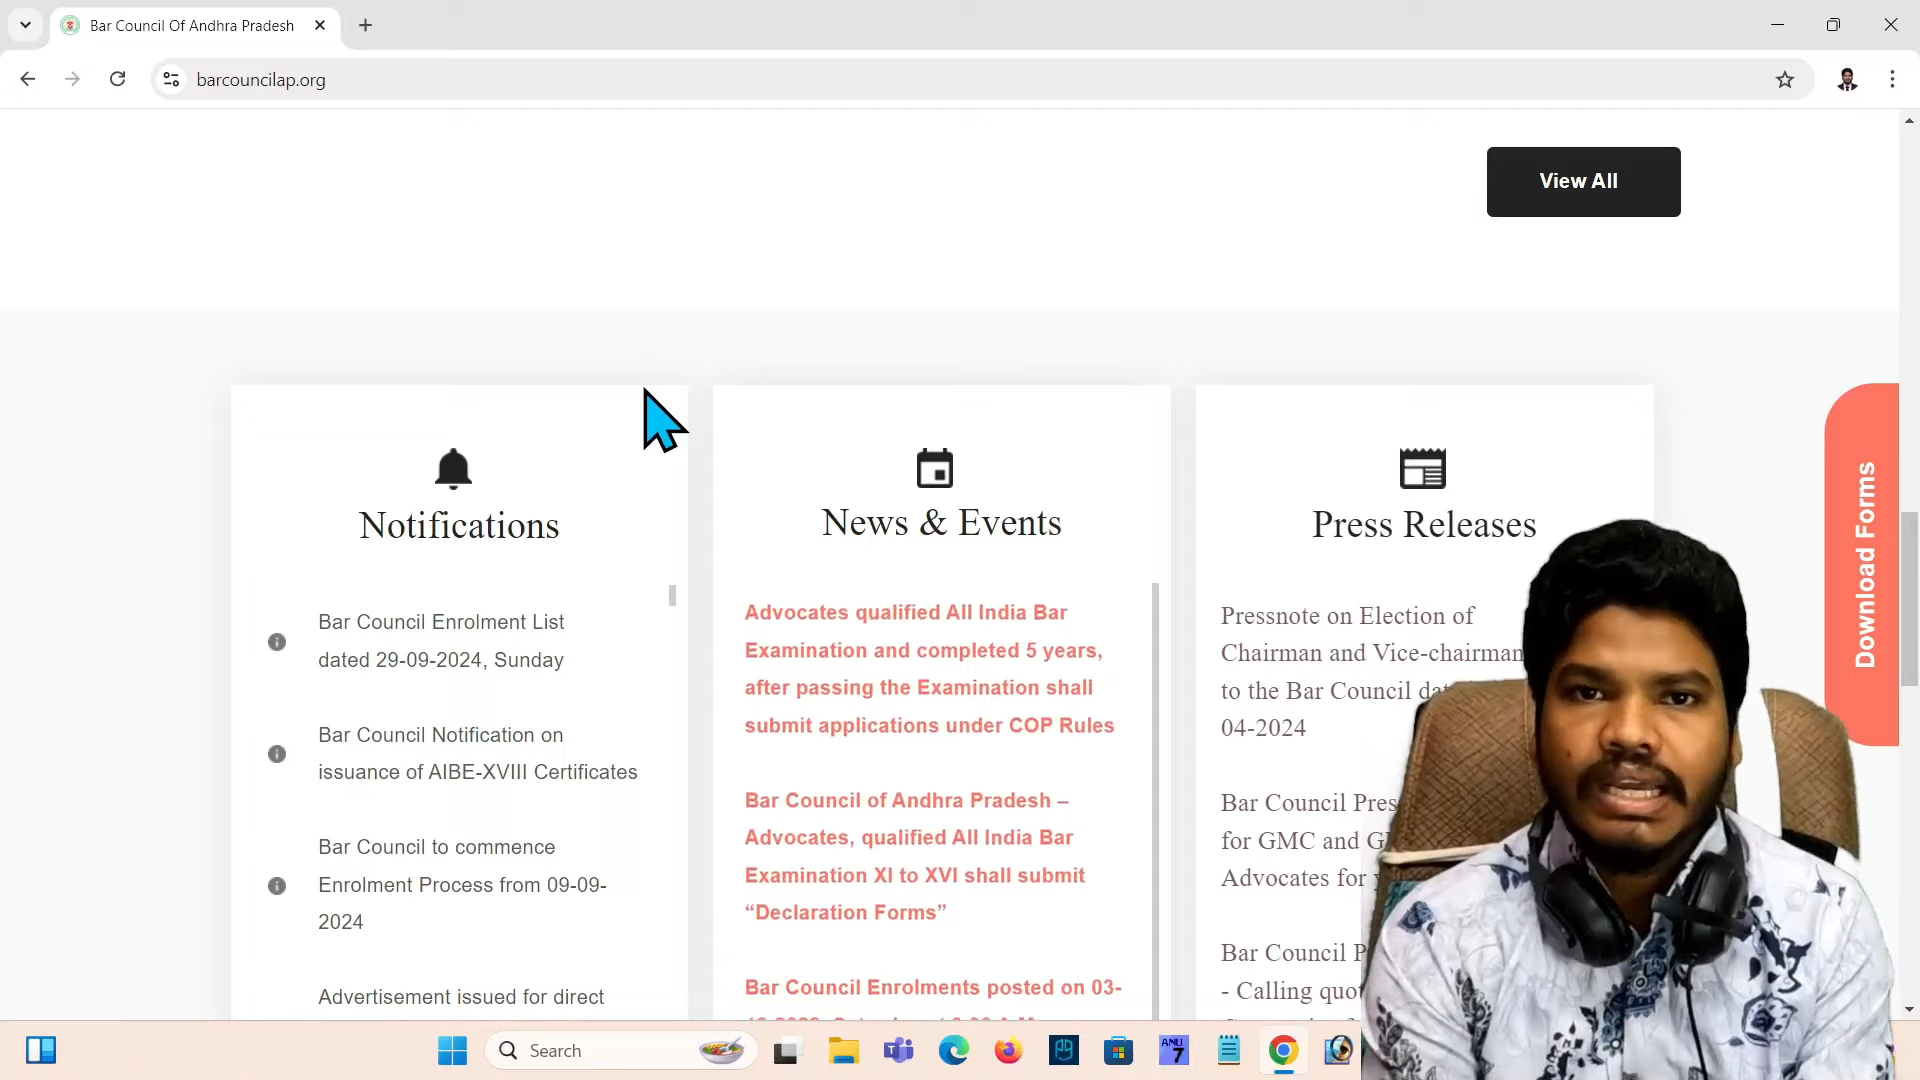 Bar Council Of Andhra Pradesh
barcouncilap.org
View All
Notifications
Bar Council Enrolment List
dated 29-09-2024, Sunday
Bar Council Notification on
issuance of AIBE-XVIII Certificates
Bar Council to commence
Enrolment Process from 09-09-
2024
Advertisement issued for direct
News & Events
Advocates qualified All India Bar
Examination and completed 5 years,
after passing the Examination shall
submit applications under COP Rules
Bar Council of Andhra Pradesh –
Advocates, qualified All India Bar
Examination XI to XVI shall submit
“Declaration Forms”
Bar Council Enrolments posted on 03-
Press Releases
Pressnote on Election of
Chairman and Vice-chairman
to the Bar Council
04-2024
Bar Council
for GMC and
Advocates for
Bar Council
- Calling
Download Forms
Search
ANU
7